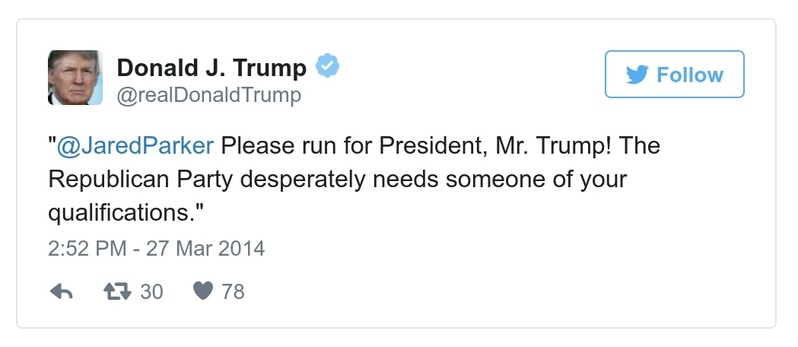 Donald J. Trump
@realDonaldTrump
Follow
"@JaredParker Please run for President, Mr. Trump! The
Republican Party desperately needs someone of your
qualifications."
2:52 PM - 27 Mar 2014
30 78